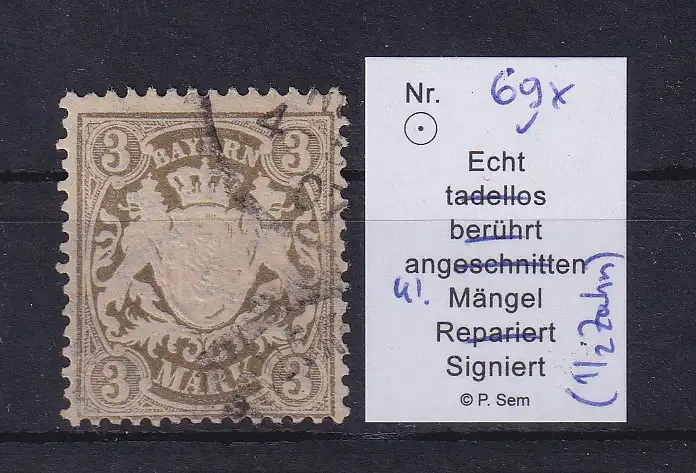 3 BAYERN 3
3 MARK 3
4
Nr. 69x
Echt
tadellos
berührt
angeschnitten
kl. Mängel
Repariert
Signiert
(1/2 Zahn)
© P. Sem